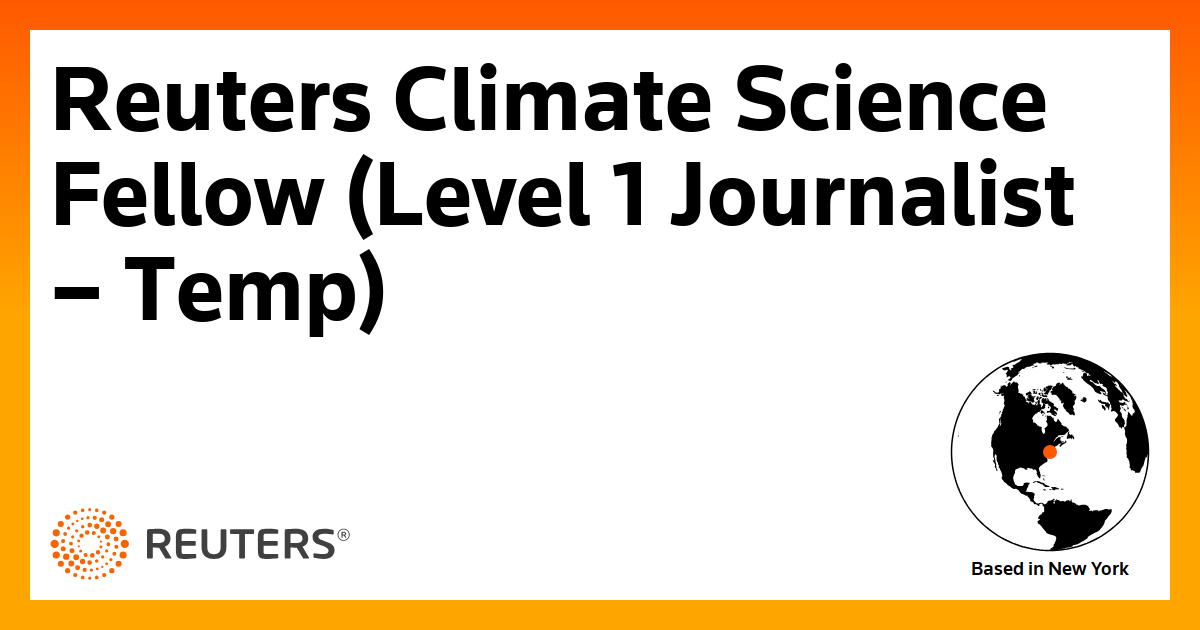 Reuters Climate Science
Fellow (Level 1 Journalist
– Temp)
REUTERS®
Based in New York